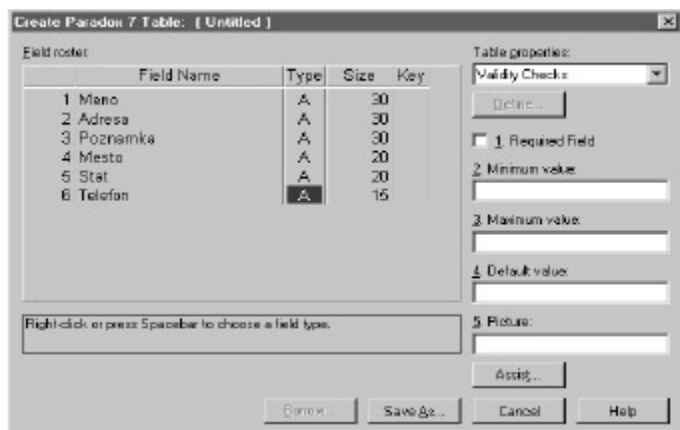 Create Paradox 7 Table: ( Untitled )
Field roster:
Field Name Type Size Key
1 Meno A 30
2 Adresa A 30
3 Poznamka A 30
4 Mesto A 20
5 Stat A 20
6 Telefon A 15
Right-click or press Spacebar to choose a field type.
Table properties:
Validity Checks
Define...
1. Required Field
2. Minimum value:
3. Maximum value:
4. Default value:
5. Picture:
Assist...
Borrow...
Save As...
Cancel
Help